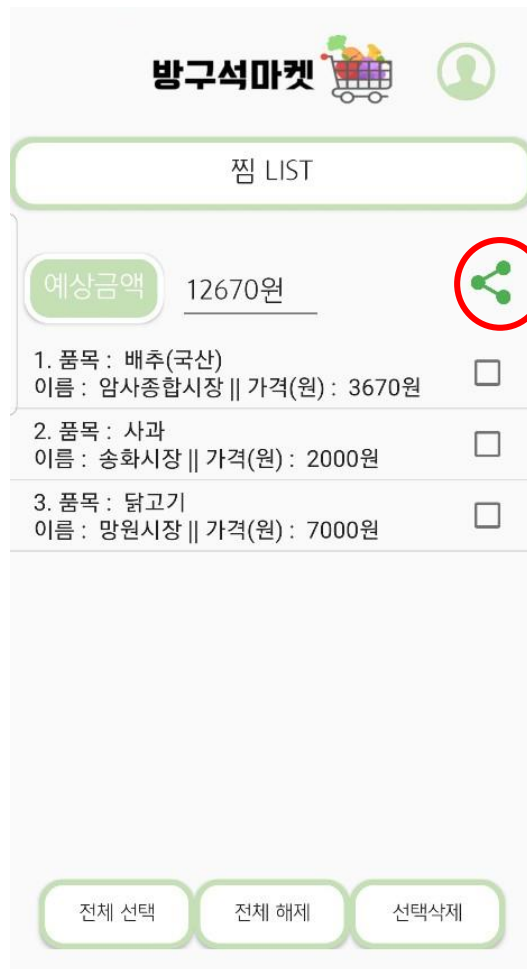 방구석마켓
찜 LIST
예상금액 12670원
1. 품목 : 배추(국산)
이름 : 암사종합시장 || 가격(원) : 3670원
2. 품목 : 사과
이름 : 송화시장 || 가격(원) : 2000원
3. 품목 : 닭고기
이름 : 망원시장 || 가격(원) : 7000원
전체 선택 전체 해제 선택삭제